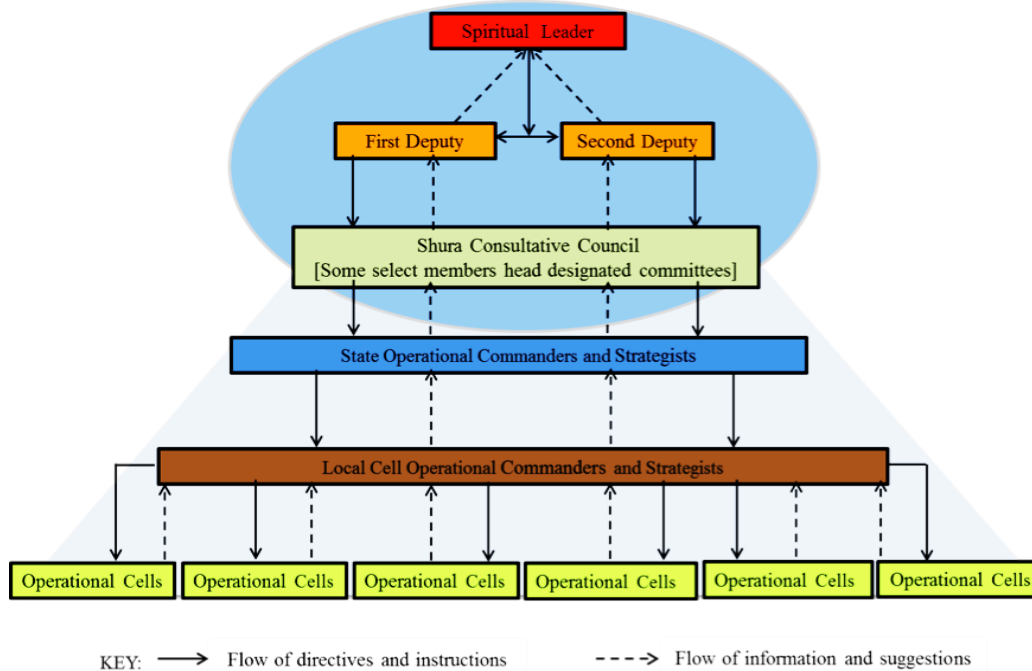 Spiritual Leader
First Deputy
Second Deputy
Shura Consultative Council
[Some select members head designated committees]
State Operational Commanders and Strategists
Local Cell Operational Commanders and Strategists
Operational Cells
Operational Cells
Operational Cells
Operational Cells
Operational Cells
Operational Cells
KEY:
Flow of directives and instructions
Flow of information and suggestions